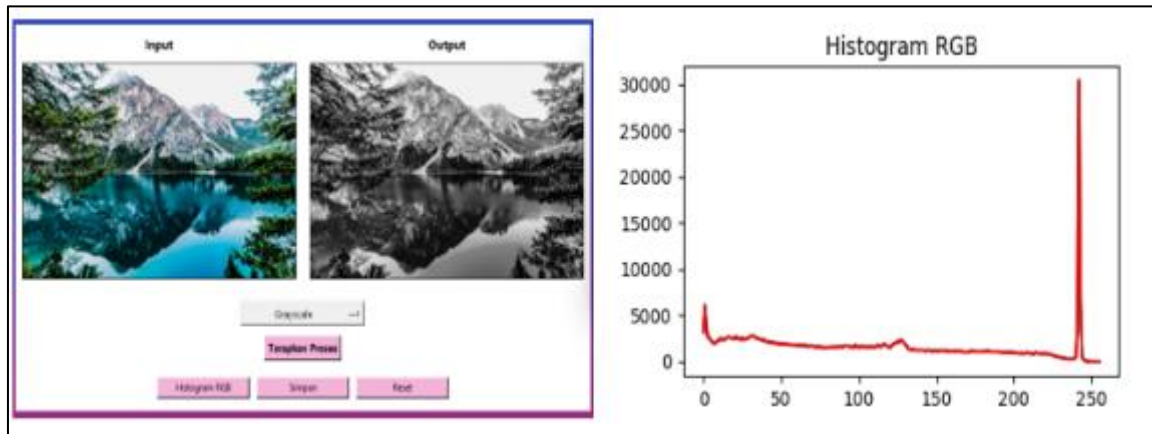 Input
Output
Grayscale
Terapkan Proses
Histogram RGB
Simpan
Reset
Histogram RGB
30000
25000
20000
15000
10000
5000
0
0
50
100
150
200
250